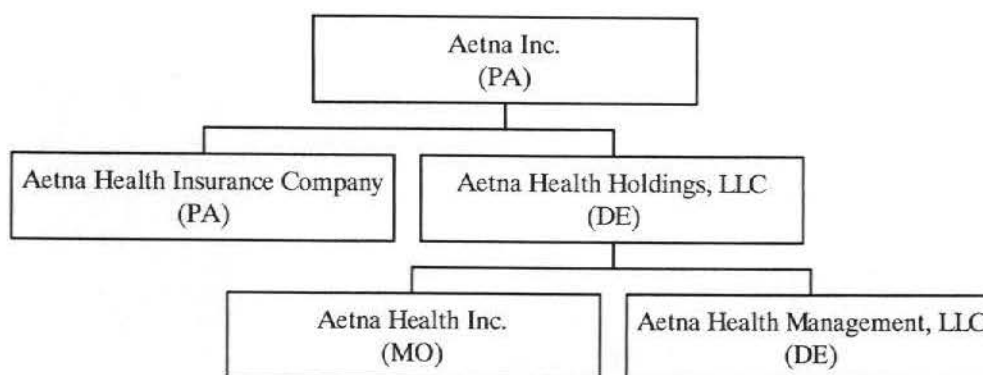 Aetna Inc.
(PA)
Aetna Health Insurance Company
(PA)
Aetna Health Holdings, LLC
(DE)
Aetna Health Inc.
(MO)
Aetna Health Management, LLC
(DE)